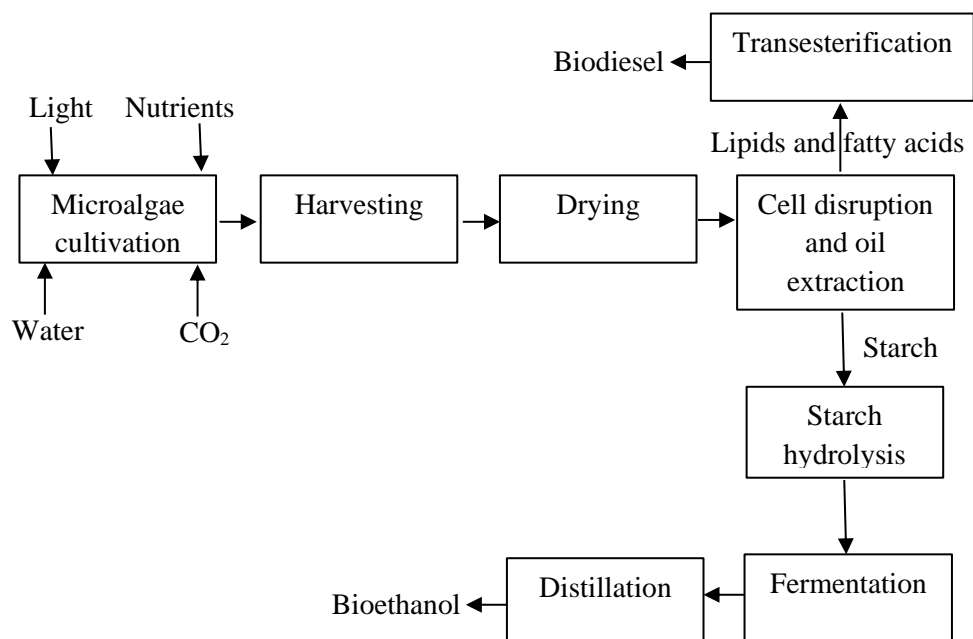 Transesterification
Biodiesel
Light
Nutrients
Lipids and fatty acids
Microalgae
cultivation
Harvesting
Drying
Cell disruption
and oil
extraction
Water
CO₂
Starch
Starch
hydrolysis
Fermentation
Distillation
Bioethanol